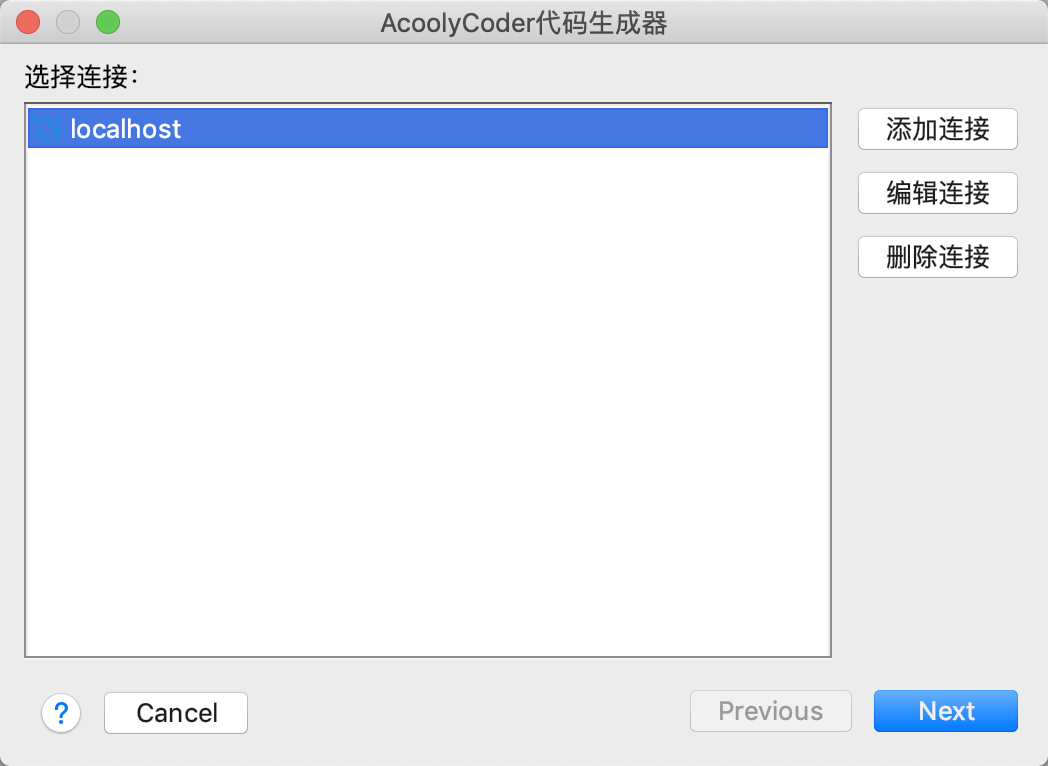 AcoolyCoder代码生成器
选择连接：
localhost
添加连接
编辑连接
删除连接
?
Cancel
Previous
Next